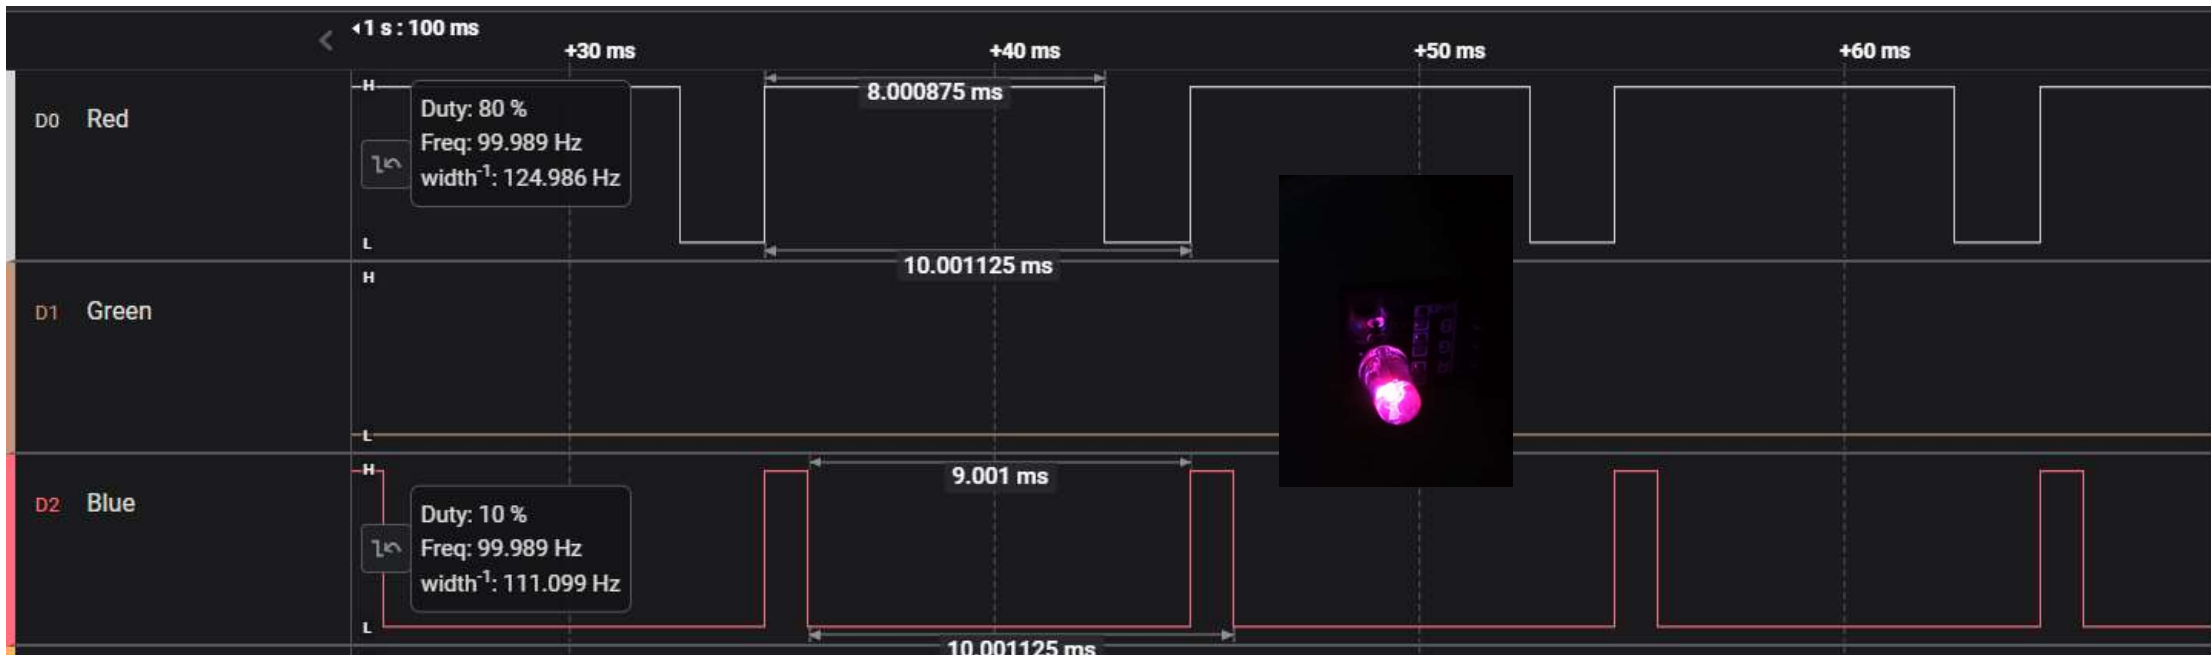 1 s : 100 ms
+30 ms
+40 ms
+50 ms
+60 ms
D0 Red
H
L
Duty: 80 %
Freq: 99.989 Hz
width⁻¹: 124.986 Hz
8.000875 ms
10.001125 ms
D1 Green
H
L
D2 Blue
H
L
Duty: 10 %
Freq: 99.989 Hz
width⁻¹: 111.099 Hz
9.001 ms
10.001125 ms